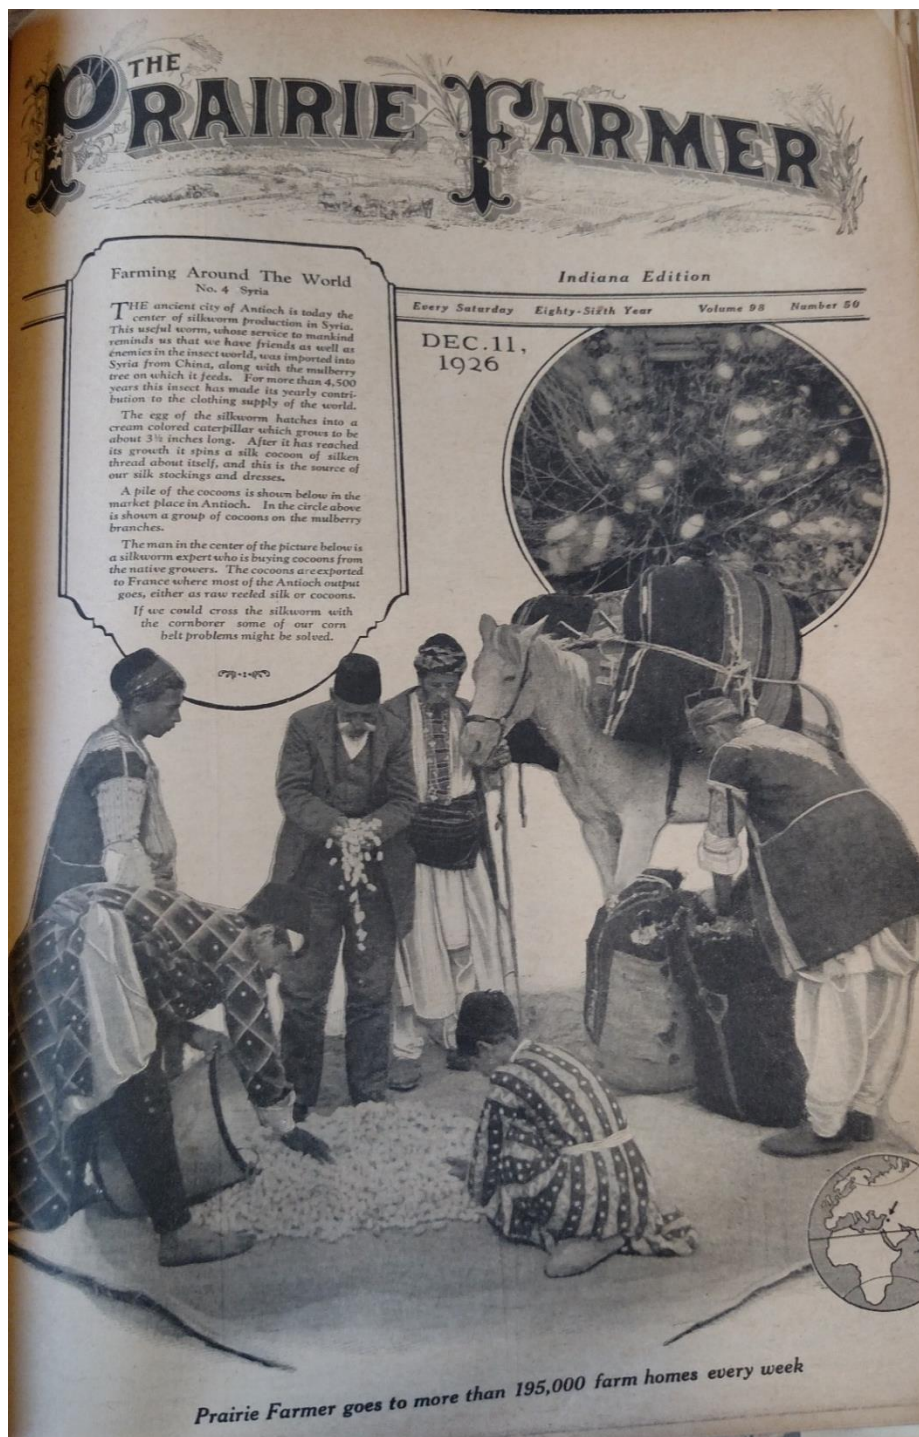 THE
PRAIRIE FARMER
Farming Around The World
No. 4 Syria
THE ancient city of Antioch is today the
center of silkworm production in Syria.
This useful worm, whose service to mankind
reminds us that we have friends as well as
enemies in the insect world, was imported into
Syria from China, along with the mulberry
tree on which it feeds. For more than 4,500
years this insect has made its yearly contri-
bution to the clothing supply of the world.
The egg of the silkworm hatches into a
cream colored caterpillar which grows to be
about 3½ inches long. After it has reached
its growth it spins a silk cocoon of silken
thread about itself, and this is the source of
our silk stockings and dresses.
A pile of the cocoons is shown below in the
market place in Antioch. In the circle above
is shown a group of cocoons on the mulberry
branches.
The man in the center of the picture below is
a silkworm expert who is buying cocoons from
the native growers. The cocoons are exported
to France where most of the Antioch output
goes, either as raw reeled silk or cocoons.
If we could cross the silkworm with
the cornborer some of our corn
belt problems might be solved.
Indiana Edition
Every Saturday Eighty-Sixth Year Volume 98 Number 50
DEC. 11,
1926
Prairie Farmer goes to more than 195,000 farm homes every week